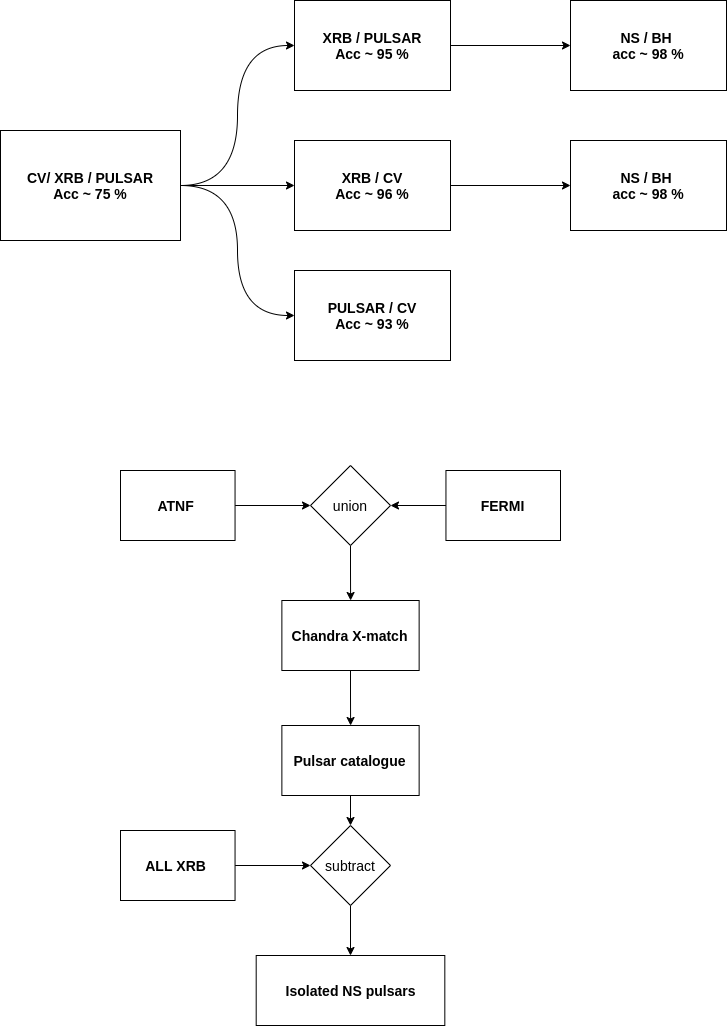 XRB / PULSAR
Acc ~ 95 %
NS / BH
acc ~ 98 %
CV/ XRB / PULSAR
Acc ~ 75 %
XRB / CV
Acc ~ 96 %
NS / BH
acc ~ 98 %
PULSAR / CV
Acc ~ 93 %
ATNF
union
FERMI
Chandra X-match
Pulsar catalogue
ALL XRB
subtract
Isolated NS pulsars